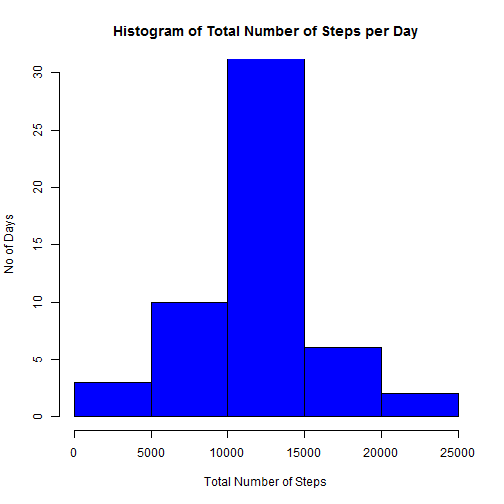 Histogram of Total Number of Steps per Day
No of Days
30
25
20
15
10
5
0
0 5000 10000 15000 20000 25000
Total Number of Steps